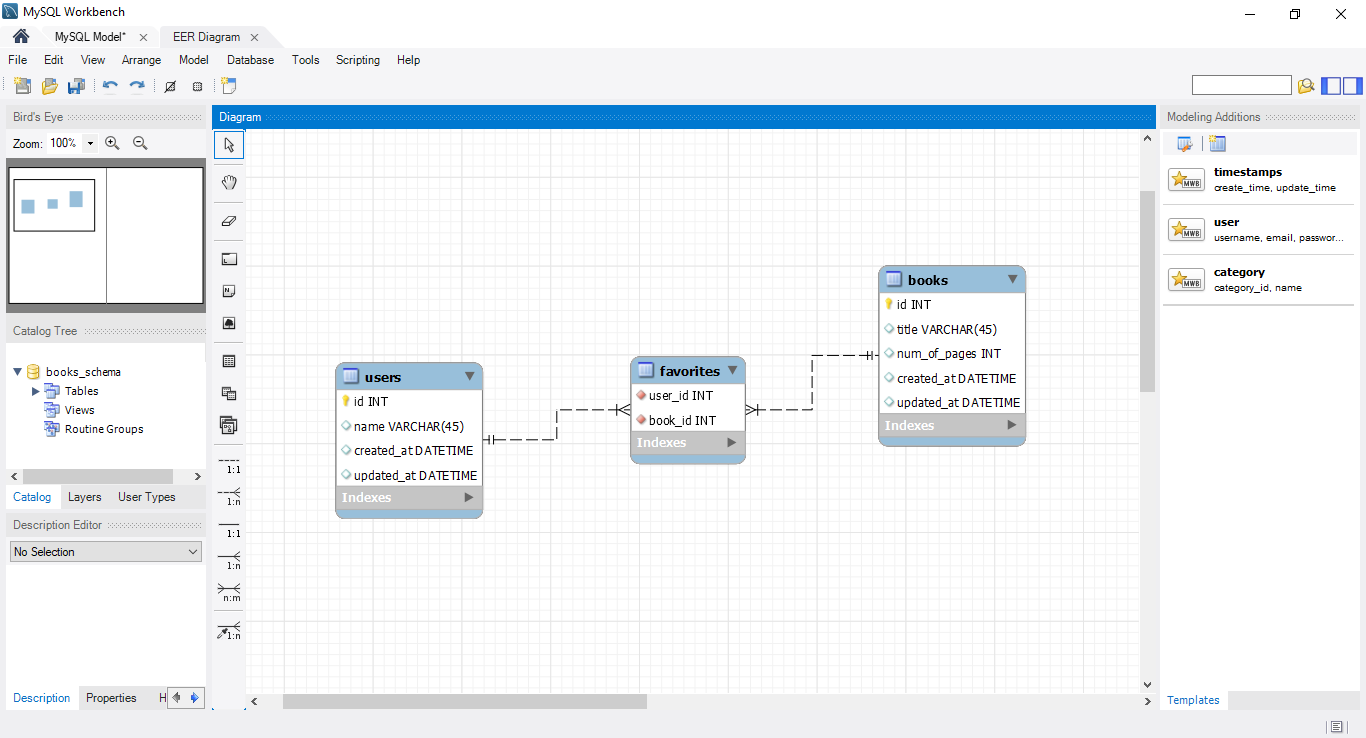 MySQL Workbench
MySQL Model*
EER Diagram
File Edit View Arrange Model Database Tools Scripting Help
Bird's Eye
Zoom: 100%
Catalog Tree
books_schema
Tables
Views
Routine Groups
Catalog Layers User Types
Description Editor
No Selection
Description Properties H
Diagram
1:1
1:n
1:1
1:n
n:m
1:n
users
id INT
name VARCHAR(45)
created_at DATETIME
updated_at DATETIME
Indexes
favorites
user_id INT
book_id INT
Indexes
books
id INT
title VARCHAR(45)
num_of_pages INT
created_at DATETIME
updated_at DATETIME
Indexes
Modeling Additions
MWB
timestamps
create_time, update_time
MWB
user
username, email, passwor...
MWB
category
category_id, name
Templates